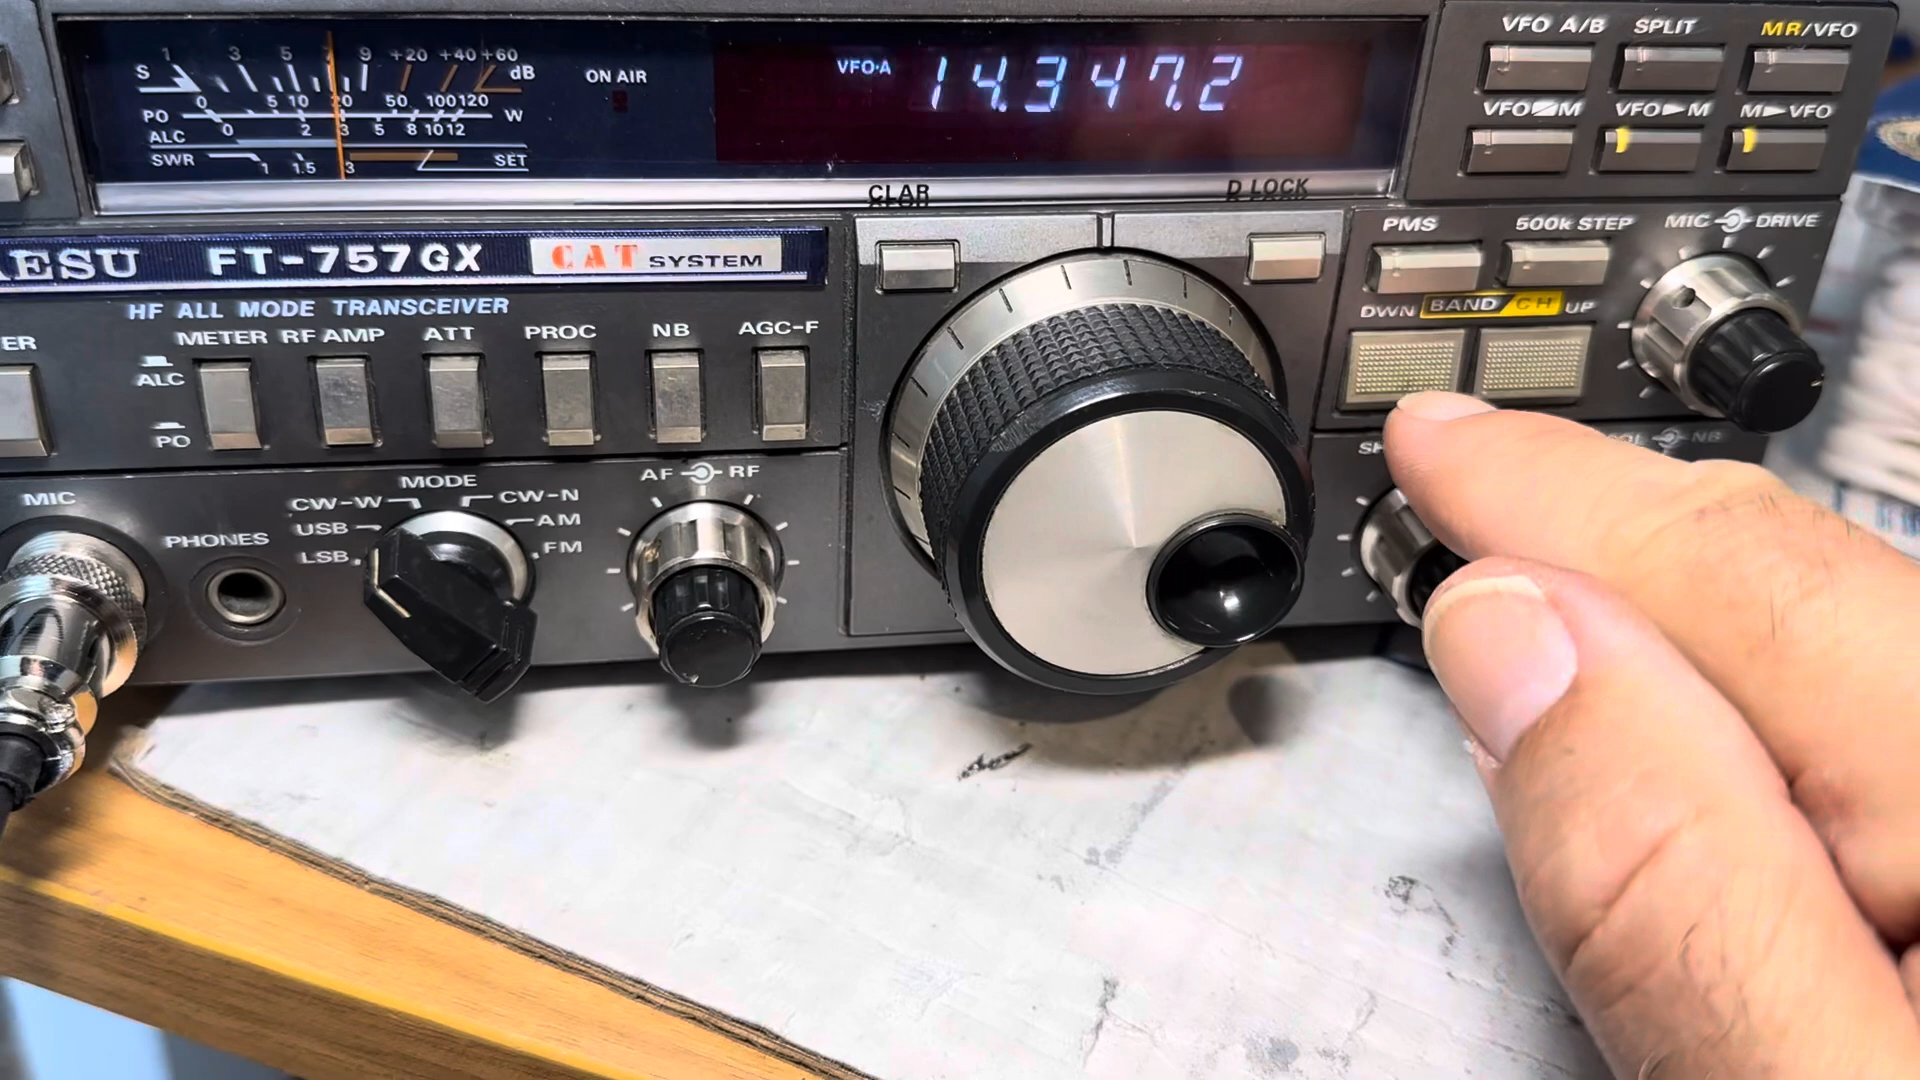 1 3 5 7 9 +20 +40 +60
S dB
0 5 10 20 50 100 120
PO W
ALC 0 2 3 5 8 10 12
SWR 1 1.5 3 SET
ON AIR
VFO·A 14.347.2
VFO A/B SPLIT MR/VFO
VFO M VFO►M M►VFO
CLAR D LOCK
AESU FT-757GX CAT SYSTEM
HF ALL MODE TRANSCEIVER
ER METER RF AMP ATT PROC NB AGC-F
ALC
PO
PMS 500k STEP MIC DRIVE
DWN BAND/CH UP
SH NB
MIC PHONES MODE AF RF
CW-W CW-N
USB AM
LSB FM